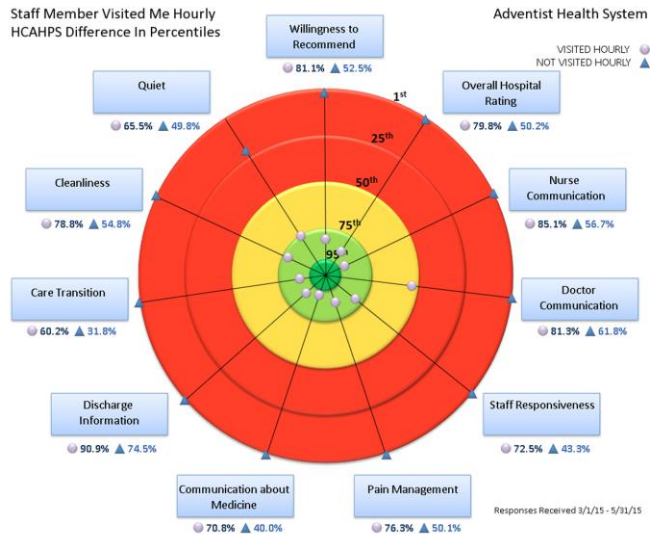 Staff Member Visited Me Hourly
HCAHPS Difference In Percentiles
Adventist Health System
VISITED HOURLY
NOT VISITED HOURLY
Willingness to
Recommend
81.1% 52.5%
Overall Hospital
Rating
79.8% 50.2%
Nurse
Communication
85.1% 56.7%
Doctor
Communication
81.3% 61.8%
Staff Responsiveness
72.5% 43.3%
Pain Management
76.3% 50.1%
Communication about
Medicine
70.8% 40.0%
Discharge
Information
90.9% 74.5%
Care Transition
60.2% 31.8%
Cleanliness
78.8% 54.8%
Quiet
65.5% 49.8%
1st
25th
50th
75th
95th
Responses Received 3/1/15 - 5/31/15